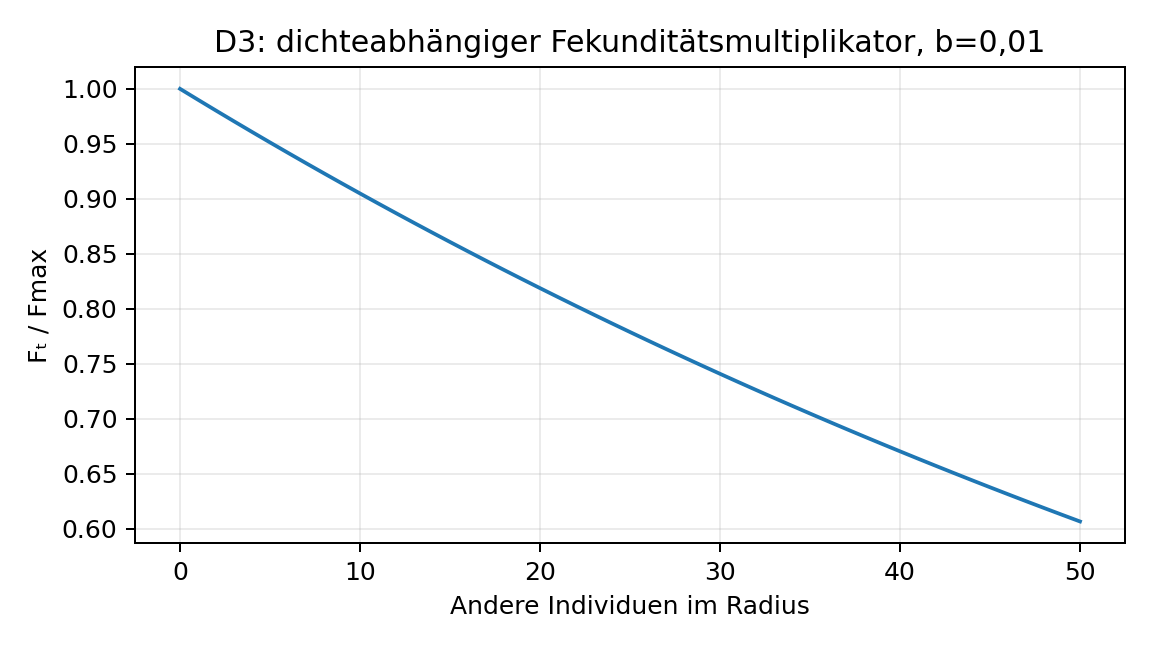 D3: dichteabhängiger Fekunditätsmultiplikator, b=0,01
Fₜ / Fmax
1.00
0.95
0.90
0.85
0.80
0.75
0.70
0.65
0.60
0 10 20 30 40 50
Andere Individuen im Radius